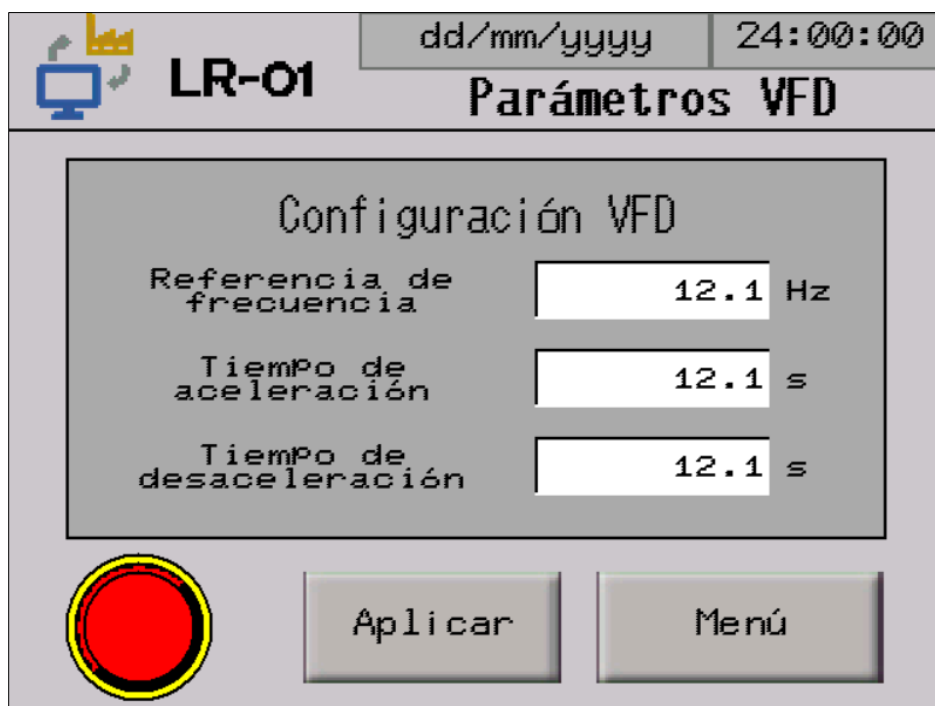 dd/mm/yyyy
24:00:00
LR-01
Parámetros VFD
Configuración VFD
Referencia de
frecuencia
12.1 Hz
Tiempo de
aceleración
12.1 s
Tiempo de
desaceleración
12.1 s
Aplicar
Menú